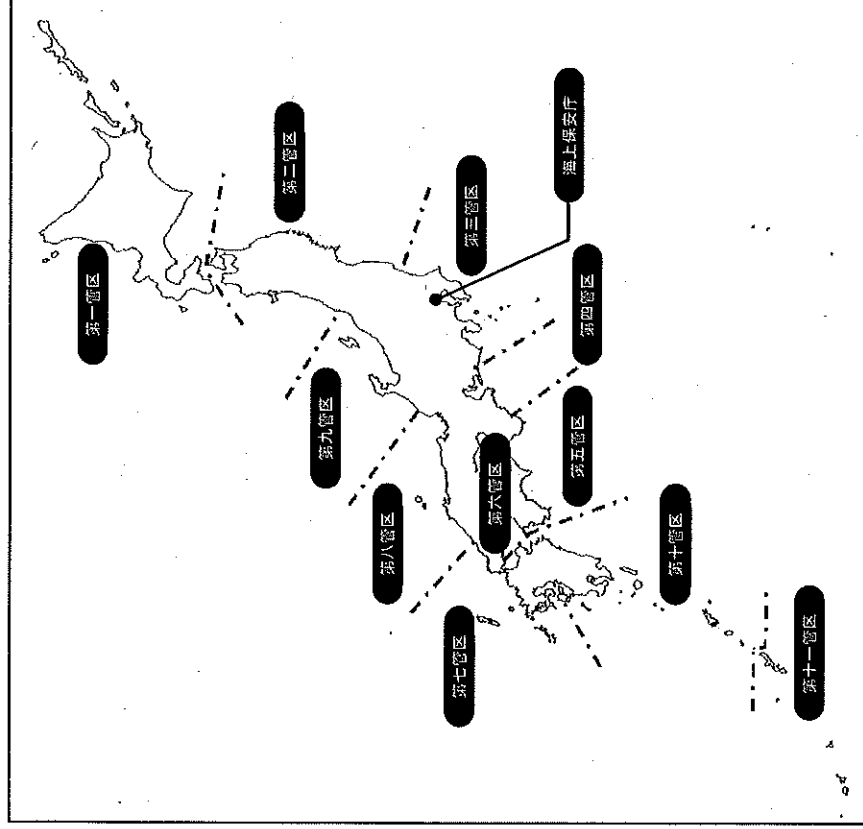 第一管区
第二管区
第三管区
海上保安庁
第四管区
第九管区
第五管区
第六管区
第八管区
第十管区
第七管区
第十一管区